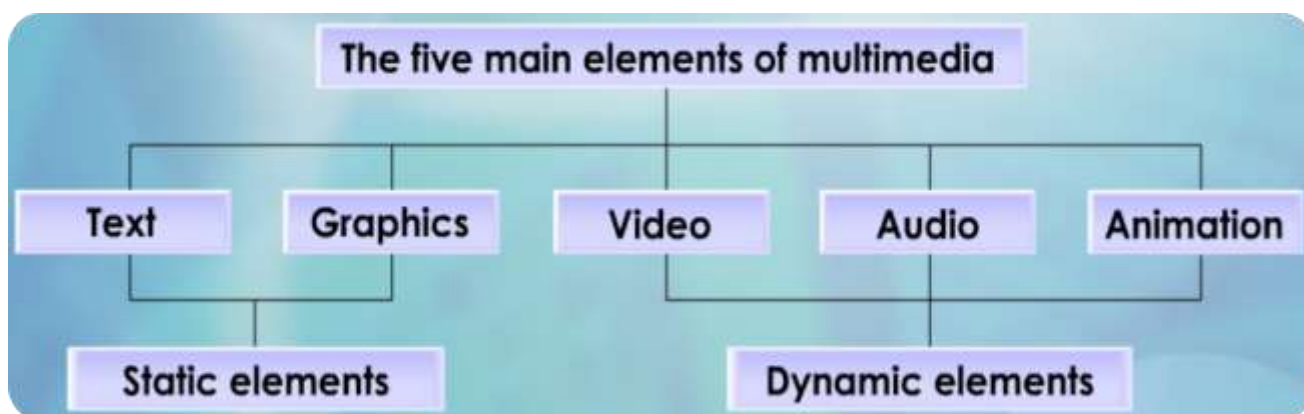 The five main elements of multimedia
Text
Graphics
Video
Audio
Animation
Static elements
Dynamic elements